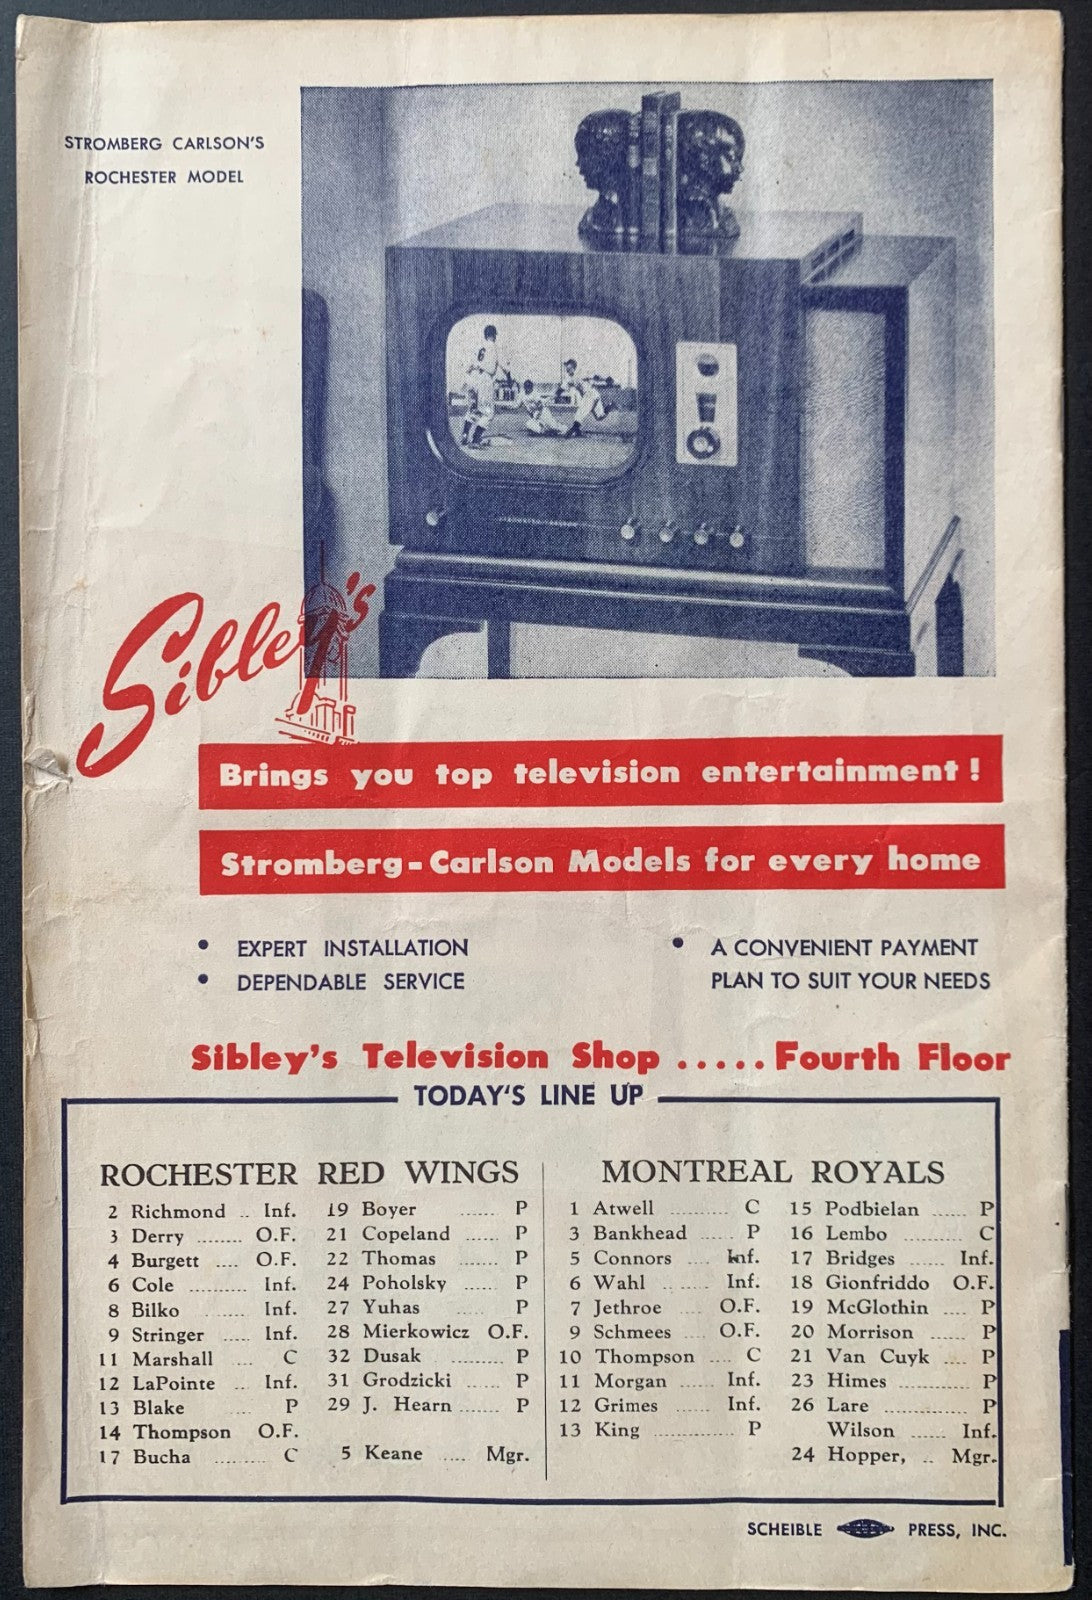 STROMBERG CARLSON'S
ROCHESTER MODEL
6
Sibley's
Brings you top television entertainment!
Stromberg-Carlson Models for every home
• EXPERT INSTALLATION
• DEPENDABLE SERVICE
• A CONVENIENT PAYMENT
PLAN TO SUIT YOUR NEEDS
Sibley's Television Shop ..... Fourth Floor
TODAY'S LINE UP
ROCHESTER RED WINGS
2 Richmond .. Inf.
3 Derry ........ O.F.
4 Burgett .... O.F.
6 Cole .......... Inf.
8 Bilko ....... Inf.
9 Stringer ..... Inf.
11 Marshall .... C
12 LaPointe ... Inf.
13 Blake ..... P
14 Thompson O.F.
17 Bucha ......... C
19 Boyer ...... P
21 Copeland ...... P
22 Thomas ....... P
24 Poholsky ...... P
27 Yuhas ..... P
28 Mierkowicz O.F.
32 Dusak ......... P
31 Grodzicki ...... P
29 J. Hearn ....... P
5 Keane .... Mgr.
MONTREAL ROYALS
1 Atwell .......... C
3 Bankhead ..... P
5 Connors .... Inf.
6 Wahl .. ..... Inf.
7 Jethroe .... O.F.
9 Schmees .... O.F.
10 Thompson .... C
11 Morgan ...... Inf.
12 Grimes ...... Inf.
13 King .............. P
15 Podbielan ...... P
16 Lembo .......... C
17 Bridges ...... Inf.
18 Gionfriddo O.F.
19 McGlothin .... P
20 Morrison ...... P
21 Van Cuyk .... P
23 Himes ............ P
26 Lare .............. P
Wilson ...... Inf.
24 Hopper, .. Mgr.
SCHEIBLE PRESS, INC.